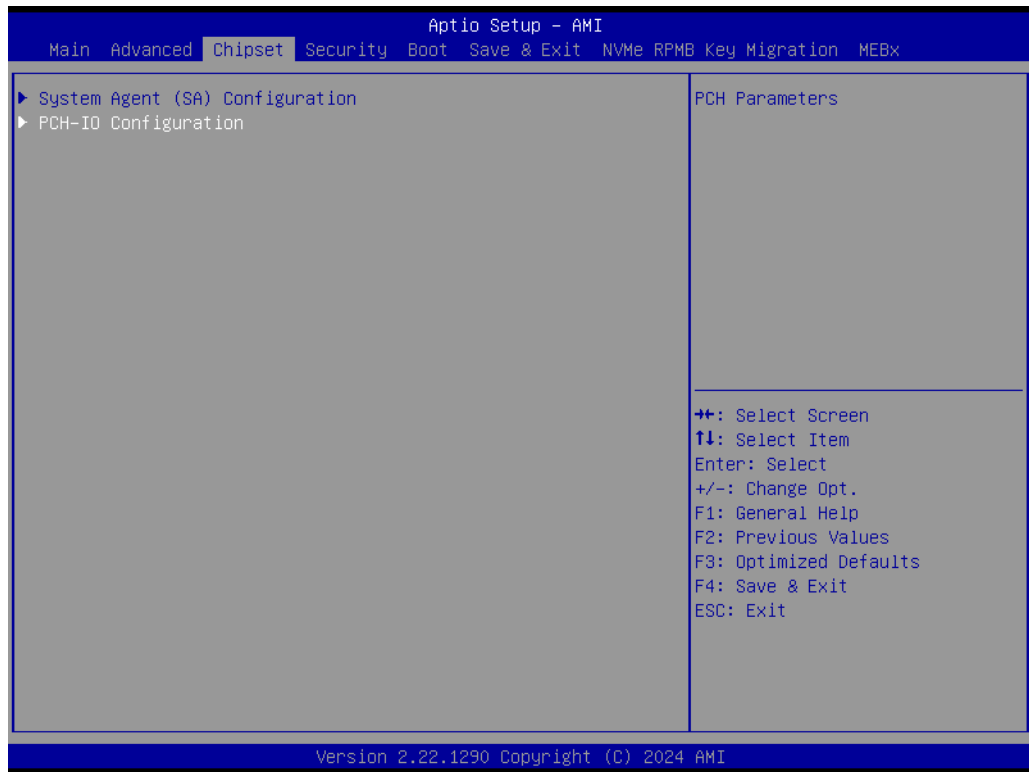 Aptio Setup – AMI
Main Advanced Chipset Security Boot Save & Exit NVMe RPMB Key Migration MEBx
▶ System Agent (SA) Configuration
▶ PCH-IO Configuration
PCH Parameters
→←: Select Screen
↑↓: Select Item
Enter: Select
+/-: Change Opt.
F1: General Help
F2: Previous Values
F3: Optimized Defaults
F4: Save & Exit
ESC: Exit
Version 2.22.1290 Copyright (C) 2024 AMI